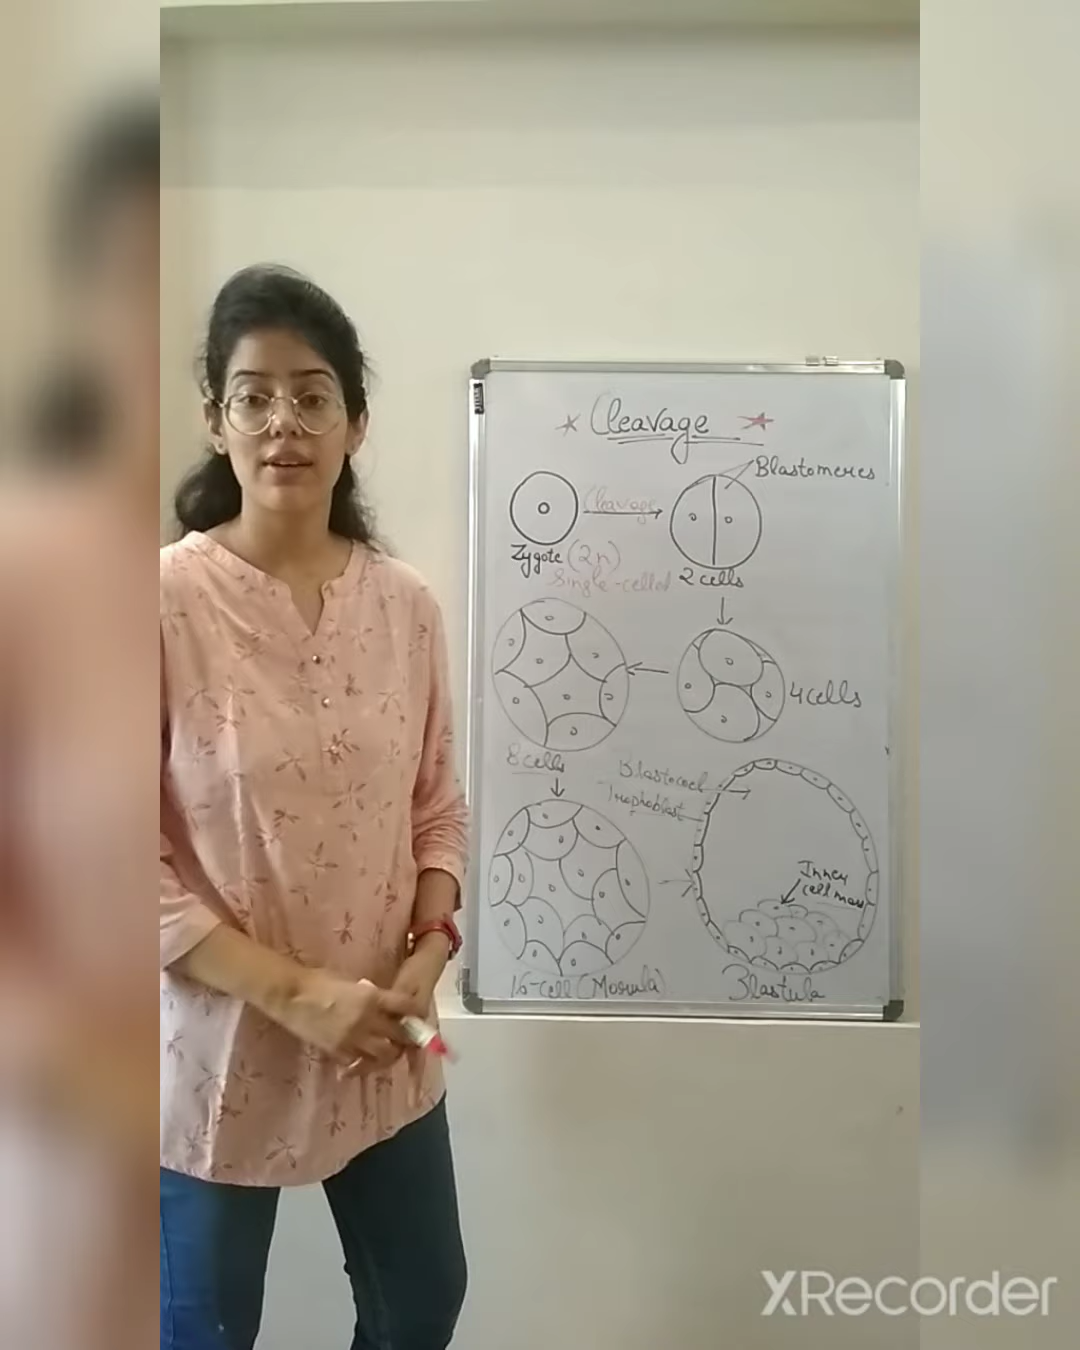 Cleavage
Blastomeres
Cleavage
Zygote (2n)
Single-celled
2 cells
4 cells
8 cells
Blastocoel
Trophoblast
Inner
cell mass
16-cell (Morula)
Blastula
XRecorder